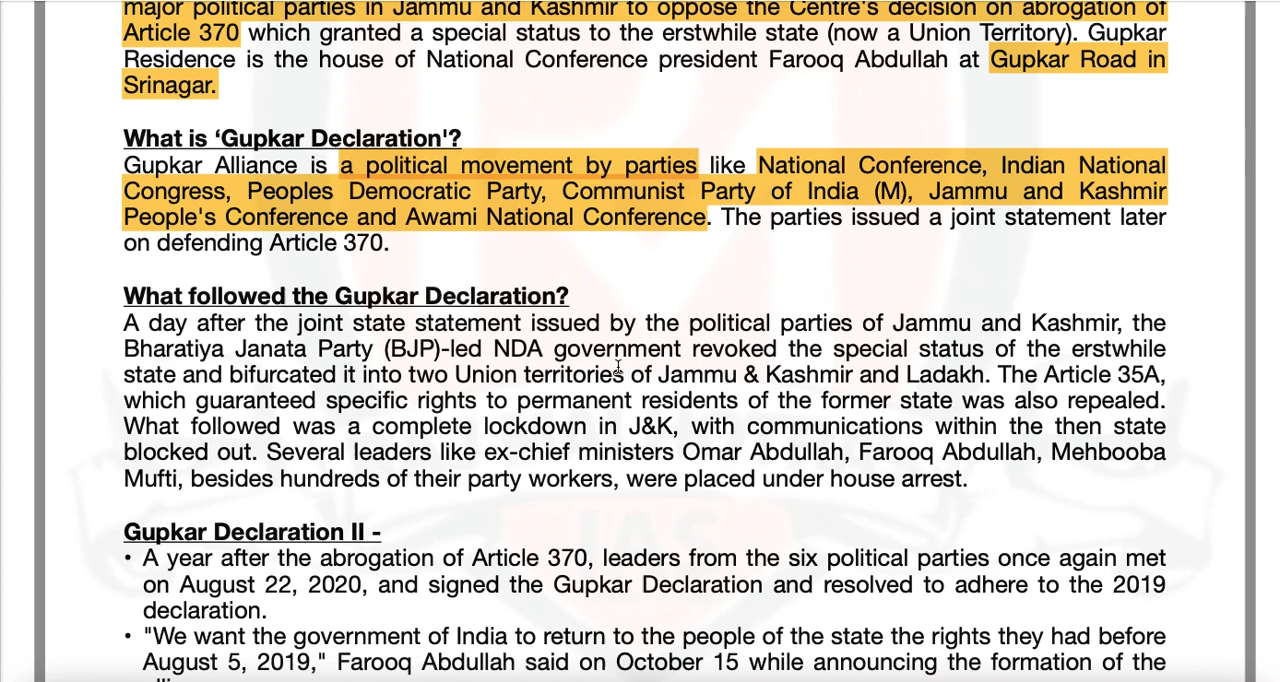 major political parties in Jammu and Kashmir to oppose the Centre's decision on abrogation of
Article 370 which granted a special status to the erstwhile state (now a Union Territory). Gupkar
Residence is the house of National Conference president Farooq Abdullah at Gupkar Road in
Srinagar.
What is ‘Gupkar Declaration'?
Gupkar Alliance is a political movement by parties like National Conference, Indian National
Congress, Peoples Democratic Party, Communist Party of India (M), Jammu and Kashmir
People's Conference and Awami National Conference. The parties issued a joint statement later
on defending Article 370.
What followed the Gupkar Declaration?
A day after the joint state statement issued by the political parties of Jammu and Kashmir, the
Bharatiya Janata Party (BJP)-led NDA government revoked the special status of the erstwhile
state and bifurcated it into two Union territories of Jammu & Kashmir and Ladakh. The Article 35A,
which guaranteed specific rights to permanent residents of the former state was also repealed.
What followed was a complete lockdown in J&K, with communications within the then state
blocked out. Several leaders like ex-chief ministers Omar Abdullah, Farooq Abdullah, Mehbooba
Mufti, besides hundreds of their party workers, were placed under house arrest.
Gupkar Declaration II -
• A year after the abrogation of Article 370, leaders from the six political parties once again met
on August 22, 2020, and signed the Gupkar Declaration and resolved to adhere to the 2019
declaration.
• "We want the government of India to return to the people of the state the rights they had before
August 5, 2019," Farooq Abdullah said on October 15 while announcing the formation of the
IAS